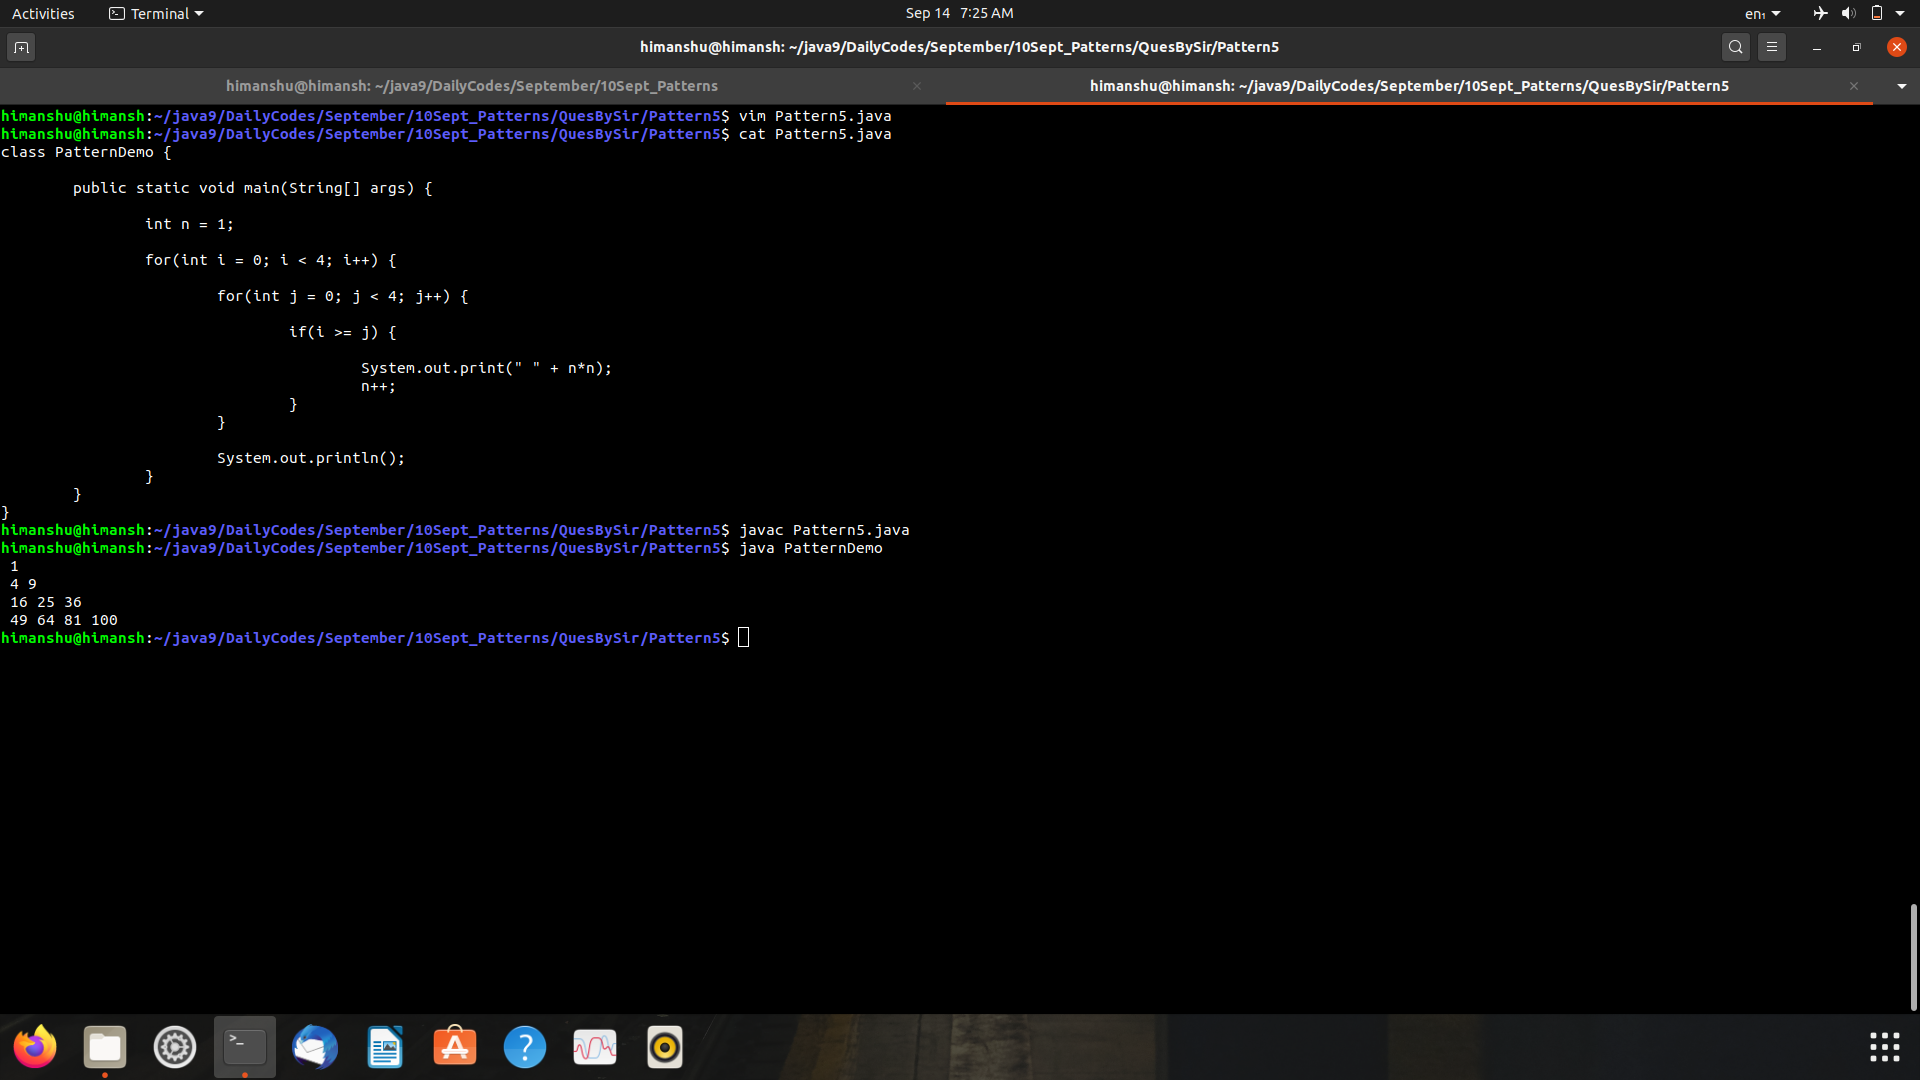 Activities Terminal Sep 14 7:25 AM en₁
himanshu@himansh: ~/java9/DailyCodes/September/10Sept_Patterns/QuesBySir/Pattern5
himanshu@himansh: ~/java9/DailyCodes/September/10Sept_Patterns himanshu@himansh: ~/java9/DailyCodes/September/10Sept_Patterns/QuesBySir/Pattern5
himanshu@himansh:~/java9/DailyCodes/September/10Sept_Patterns/QuesBySir/Pattern5$ vim Pattern5.java
himanshu@himansh:~/java9/DailyCodes/September/10Sept_Patterns/QuesBySir/Pattern5$ cat Pattern5.java
class PatternDemo {
public static void main(String[] args) {
int n = 1;
for(int i = 0; i < 4; i++) {
for(int j = 0; j < 4; j++) {
if(i >= j) {
System.out.print(" " + n*n);
n++;
}
}
System.out.println();
}
}
}
himanshu@himansh:~/java9/DailyCodes/September/10Sept_Patterns/QuesBySir/Pattern5$ javac Pattern5.java
himanshu@himansh:~/java9/DailyCodes/September/10Sept_Patterns/QuesBySir/Pattern5$ java PatternDemo
1
4 9
16 25 36
49 64 81 100
himanshu@himansh:~/java9/DailyCodes/September/10Sept_Patterns/QuesBySir/Pattern5$